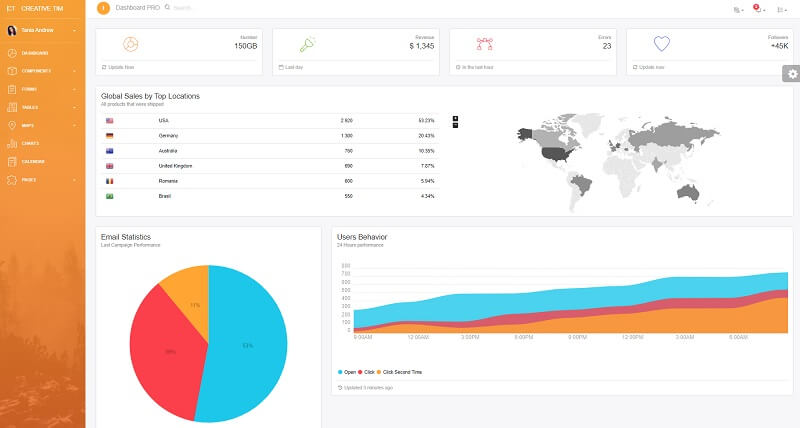 CT CREATIVE TIM
Tania Andrew
DASHBOARD
COMPONENTS
FORMS
TABLES
MAPS
CHARTS
CALENDAR
PAGES
Dashboard PRO
Search...
Number
150GB
Update Now
Revenue
$ 1,345
Last day
Errors
23
In the last hour
Followers
+45K
Update now
Global Sales by Top Locations
All products that were shipped
USA 2.920 53.23%
Germany 1.300 20.43%
Australia 760 10.35%
United Kingdom 690 7.87%
Romania 600 5.94%
Brasil 550 4.34%
+
−
Email Statistics
Last Campaign Performance
11%
53%
Users Behavior
24 Hours performance
800
700
600
500
400
300
200
100
0
9:00AM 12:00AM 3:00PM 6:00PM 9:00PM 12:00PM 3:00AM 6:00AM
Open Click Click Second Time
Updated 3 minutes ago